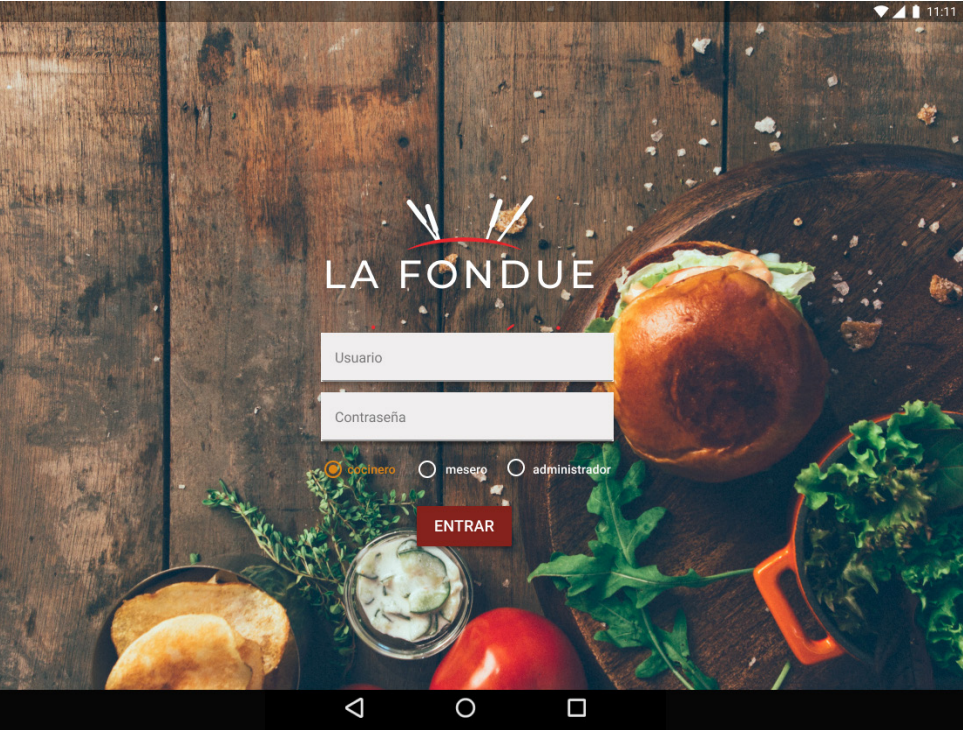 11:11
LA FONDUE
Usuario
Contraseña
cocinero mesero administrador
ENTRAR